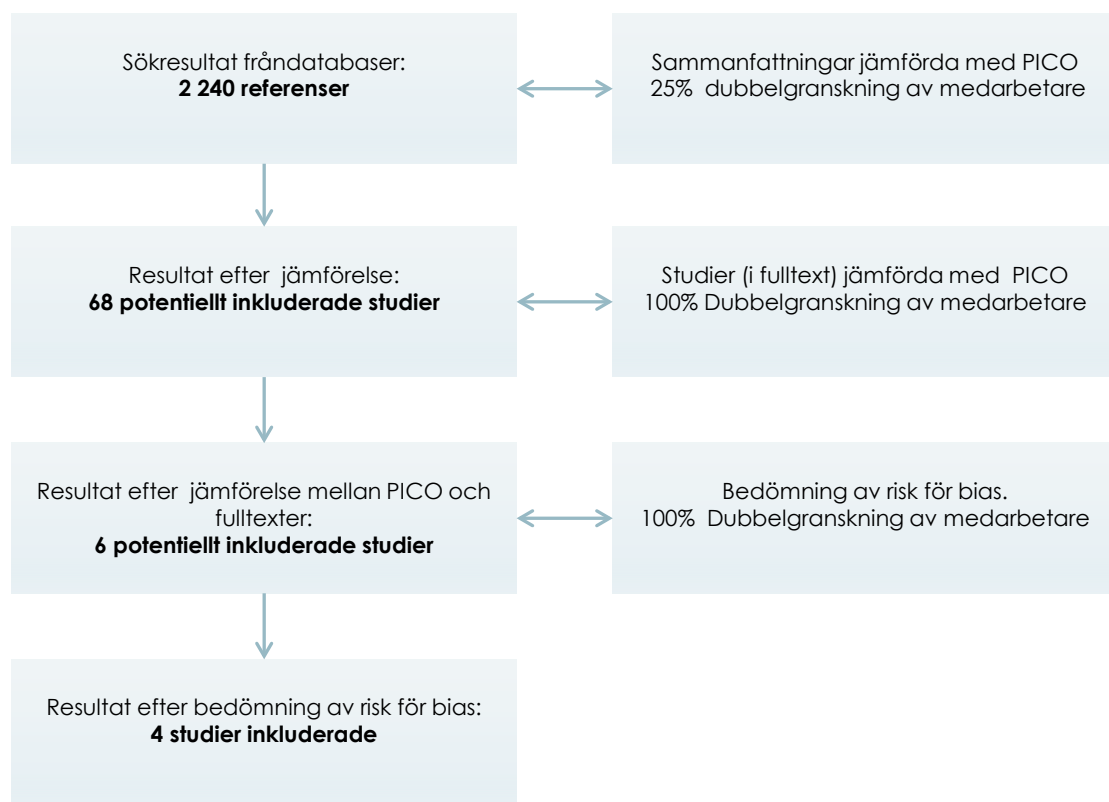 Sökresultat fråndatabaser:
2 240 referenser
Sammanfattningar jämförda med PICO
25% dubbelgranskning av medarbetare
Resultat efter jämförelse:
68 potentiellt inkluderade studier
Studier (i fulltext) jämförda med PICO
100% Dubbelgranskning av medarbetare
Resultat efter jämförelse mellan PICO och
fulltexter:
6 potentiellt inkluderade studier
Bedömning av risk för bias.
100% Dubbelgranskning av medarbetare
Resultat efter bedömning av risk för bias:
4 studier inkluderade